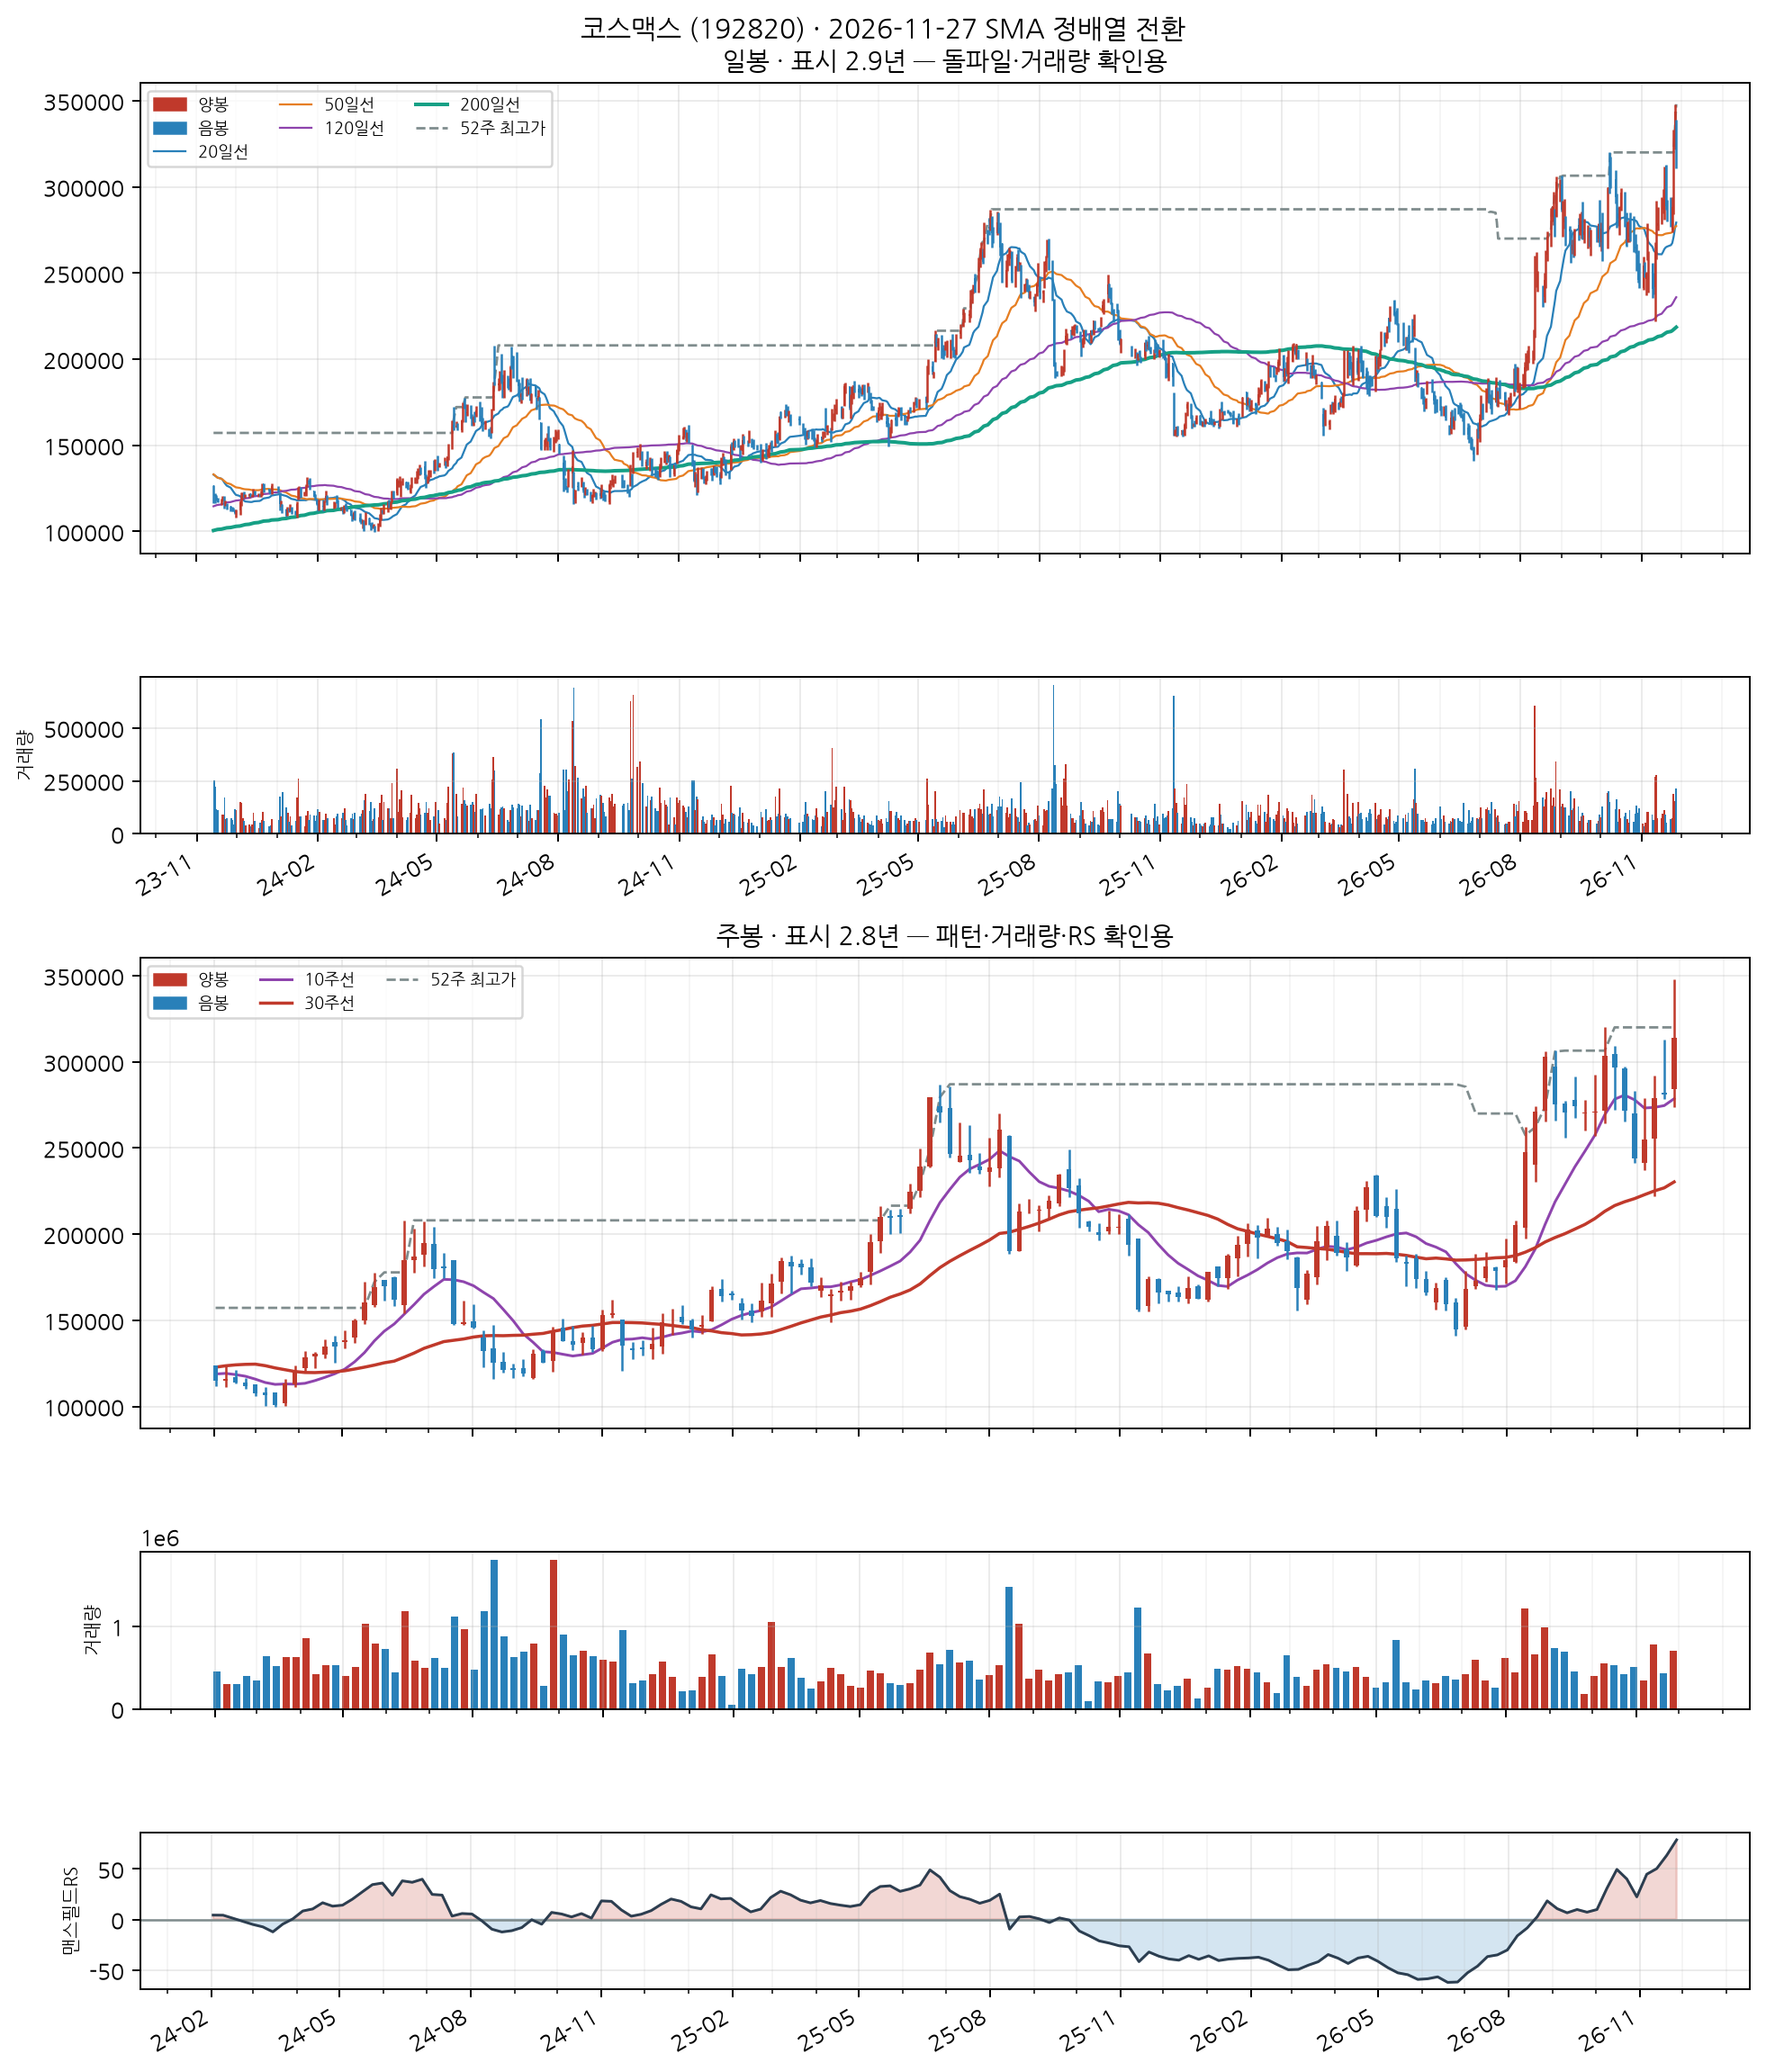 코스맥스 (192820) · 2026-11-27 SMA 정배열 전환
일봉 · 표시 2.9년 — 돌파일·거래량 확인용
양봉 50일선 200일선
음봉 120일선 52주 최고가
20일선
350000
300000
250000
200000
150000
100000
거래량
500000
250000
0
23-11 24-02 24-05 24-08 24-11 25-02 25-05 25-08 25-11 26-02 26-05 26-08 26-11
주봉 · 표시 2.8년 — 패턴·거래량·RS 확인용
양봉 10주선 52주 최고가
음봉 30주선
350000
300000
250000
200000
150000
100000
1e6
거래량
1
0
맨스필드RS
50
0
-50
24-02 24-05 24-08 24-11 25-02 25-05 25-08 25-11 26-02 26-05 26-08 26-11